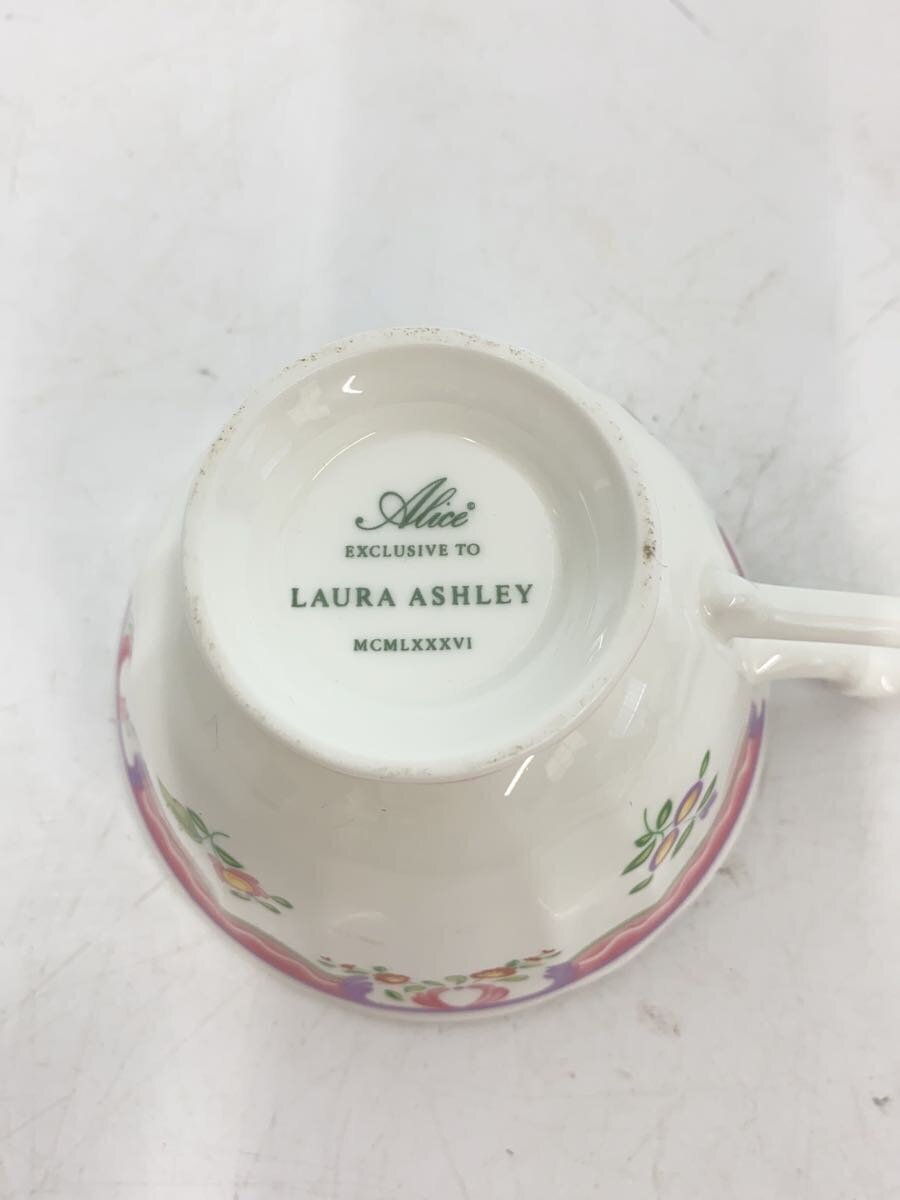 Alice©
EXCLUSIVE TO
LAURA ASHLEY
MCMLXXXVI